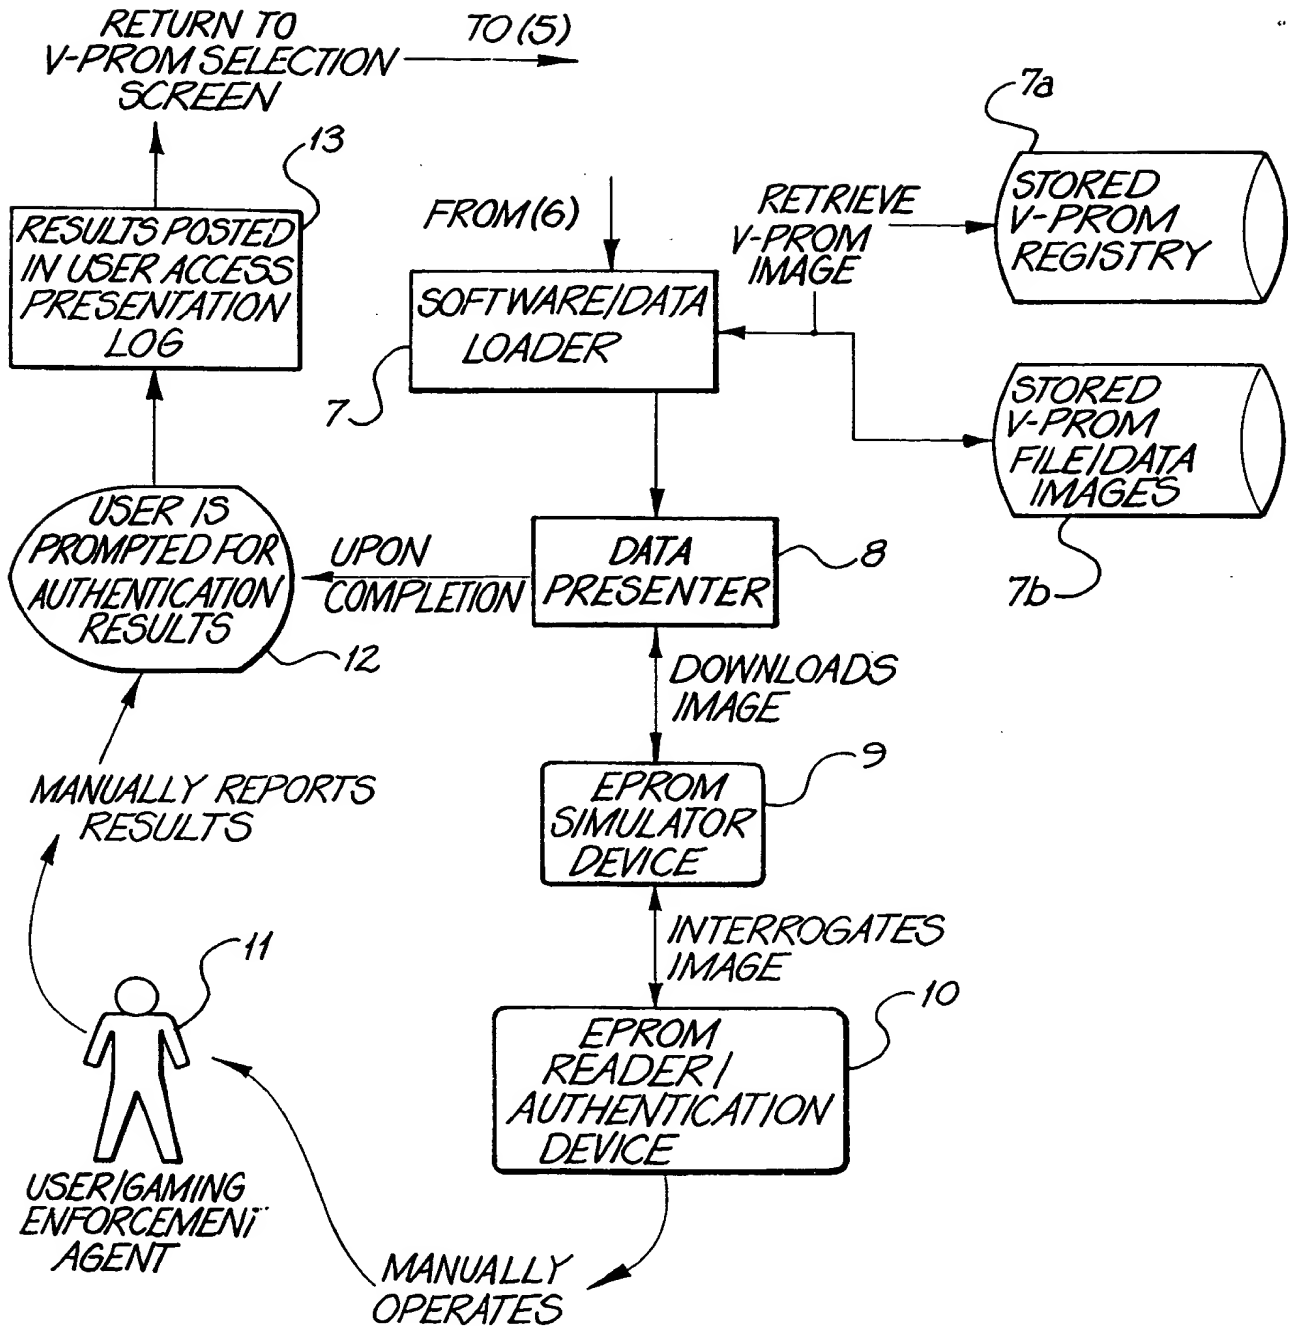 RETURN TO
V-PROM SELECTION
SCREEN
TO (5)
13
RESULTS POSTED
IN USER ACCESS
PRESENTATION
LOG
FROM (6)
RETRIEVE
V-PROM
IMAGE
7a
STORED
V-PROM
REGISTRY
SOFTWARE/DATA
LOADER
7
STORED
V-PROM
FILE/DATA
IMAGES
7b
USER IS
PROMPTED FOR
AUTHENTICATION
RESULTS
12
UPON
COMPLETION
DATA
PRESENTER
8
DOWNLOADS
IMAGE
MANUALLY REPORTS
RESULTS
EPROM
SIMULATOR
DEVICE
9
INTERROGATES
IMAGE
11
EPROM
READER/
AUTHENTICATION
DEVICE
10
USER/GAMING
ENFORCEMENT
AGENT
MANUALLY
OPERATES